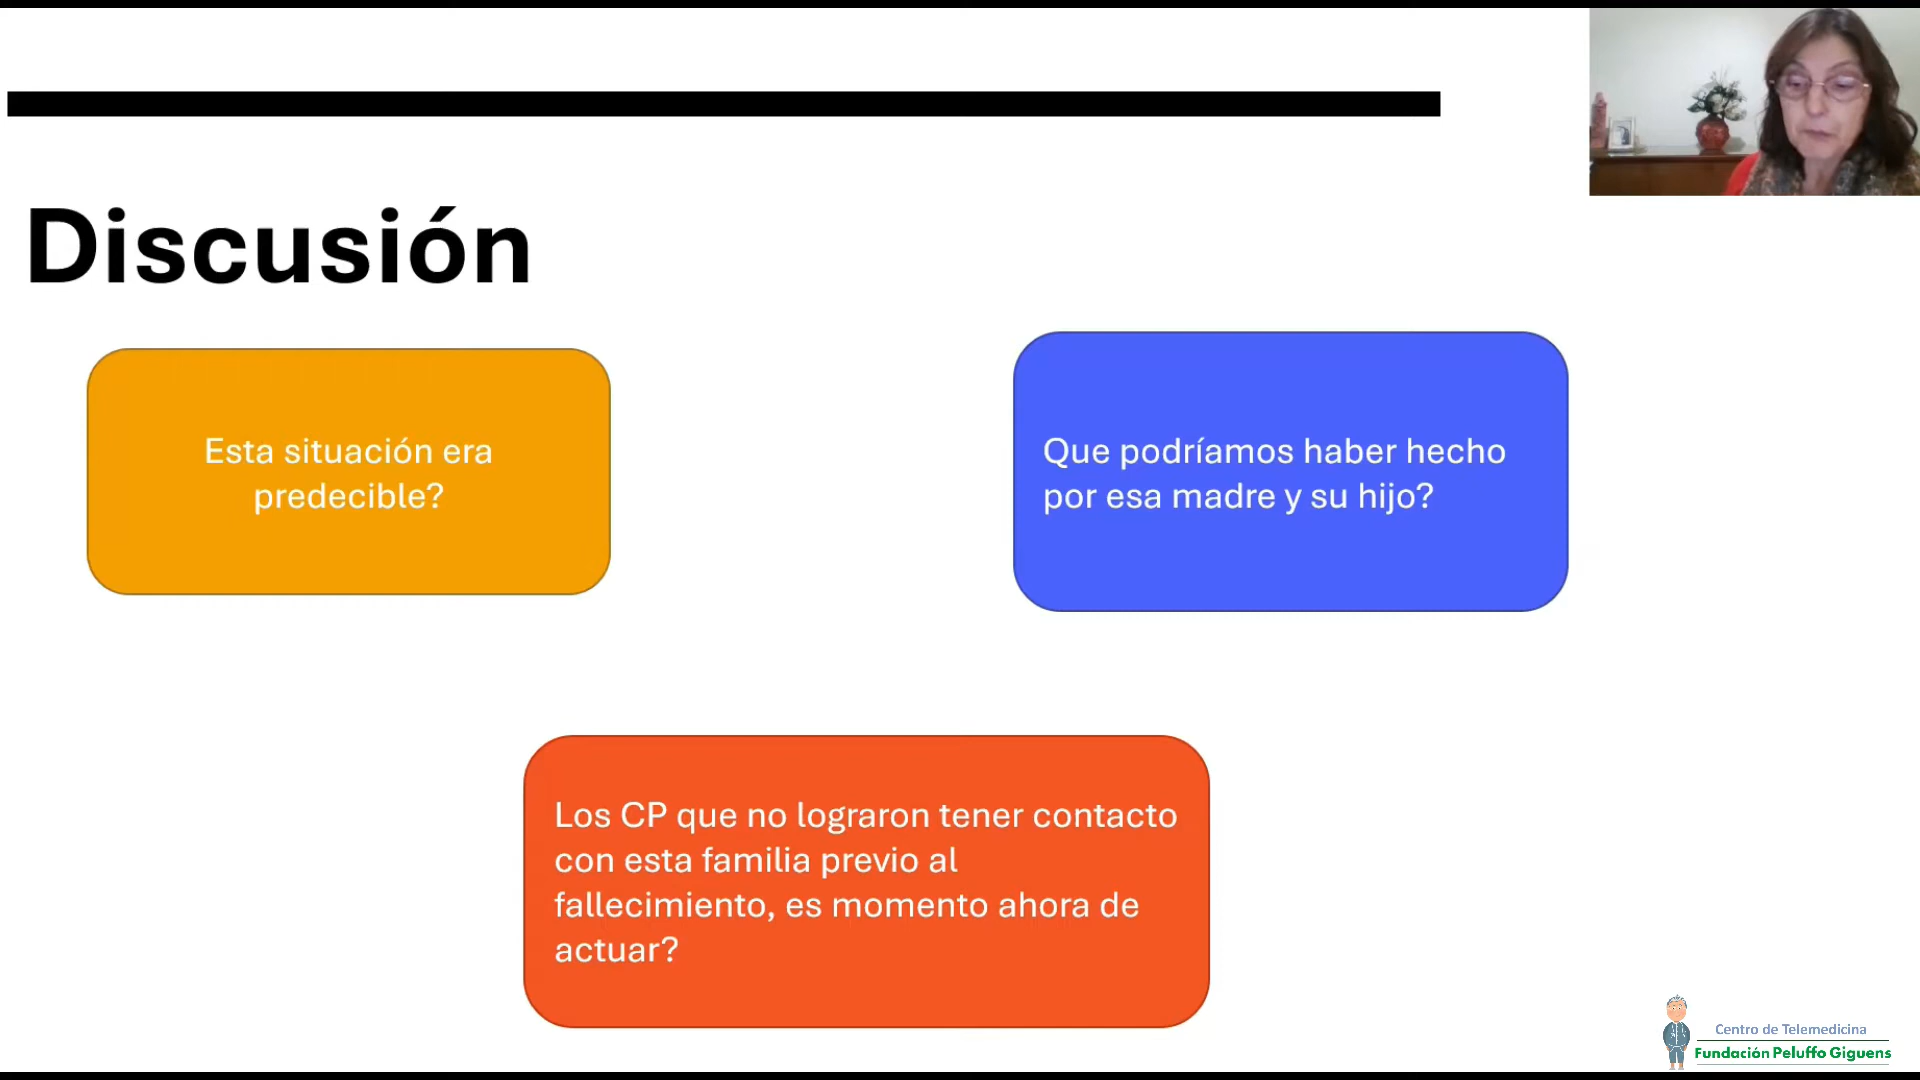 Discusión
Esta situación era
predecible?
Que podríamos haber hecho
por esa madre y su hijo?
Los CP que no lograron tener contacto
con esta familia previo al
fallecimiento, es momento ahora de
actuar?
Centro de Telemedicina
Fundación Peluffo Giguens